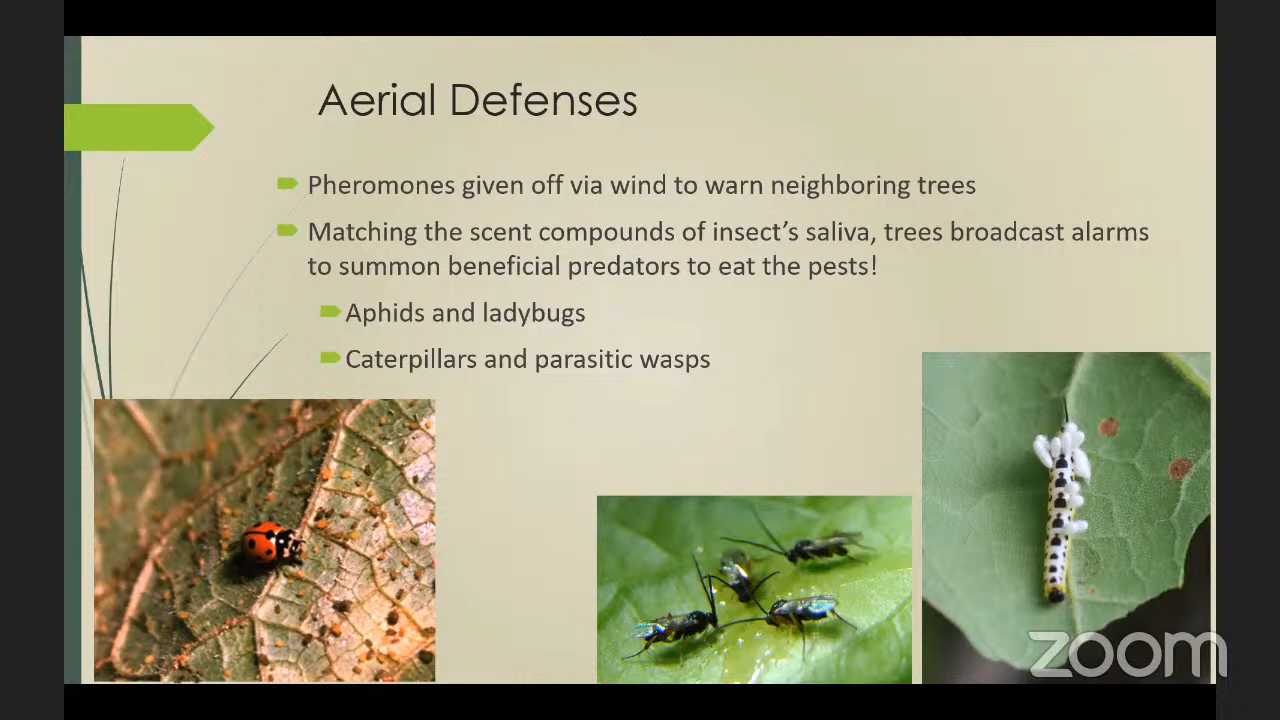 Aerial Defenses
Pheromones given off via wind to warn neighboring trees
Matching the scent compounds of insect's saliva, trees broadcast alarms
to summon beneficial predators to eat the pests!
Aphids and ladybugs
Caterpillars and parasitic wasps
zoom